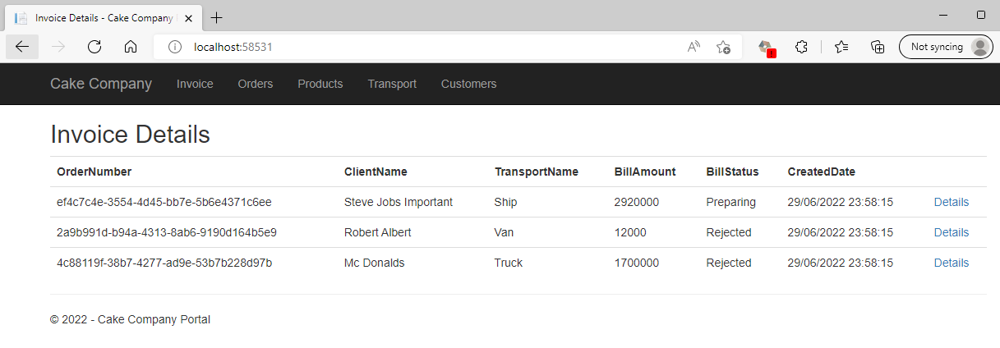 Invoice Details - Cake Company
localhost:58531
Not syncing
Cake Company Invoice Orders Products Transport Customers
Invoice Details
OrderNumber ClientName TransportName BillAmount BillStatus CreatedDate
ef4c7c4e-3554-4d45-bb7e-5b6e4371c6ee Steve Jobs Important Ship 2920000 Preparing 29/06/2022 23:58:15 Details
2a9b991d-b94a-4313-8ab6-9190d164b5e9 Robert Albert Van 12000 Rejected 29/06/2022 23:58:15 Details
4c88119f-38b7-4277-ad9e-53b7b228d97b Mc Donalds Truck 1700000 Rejected 29/06/2022 23:58:15 Details
© 2022 - Cake Company Portal